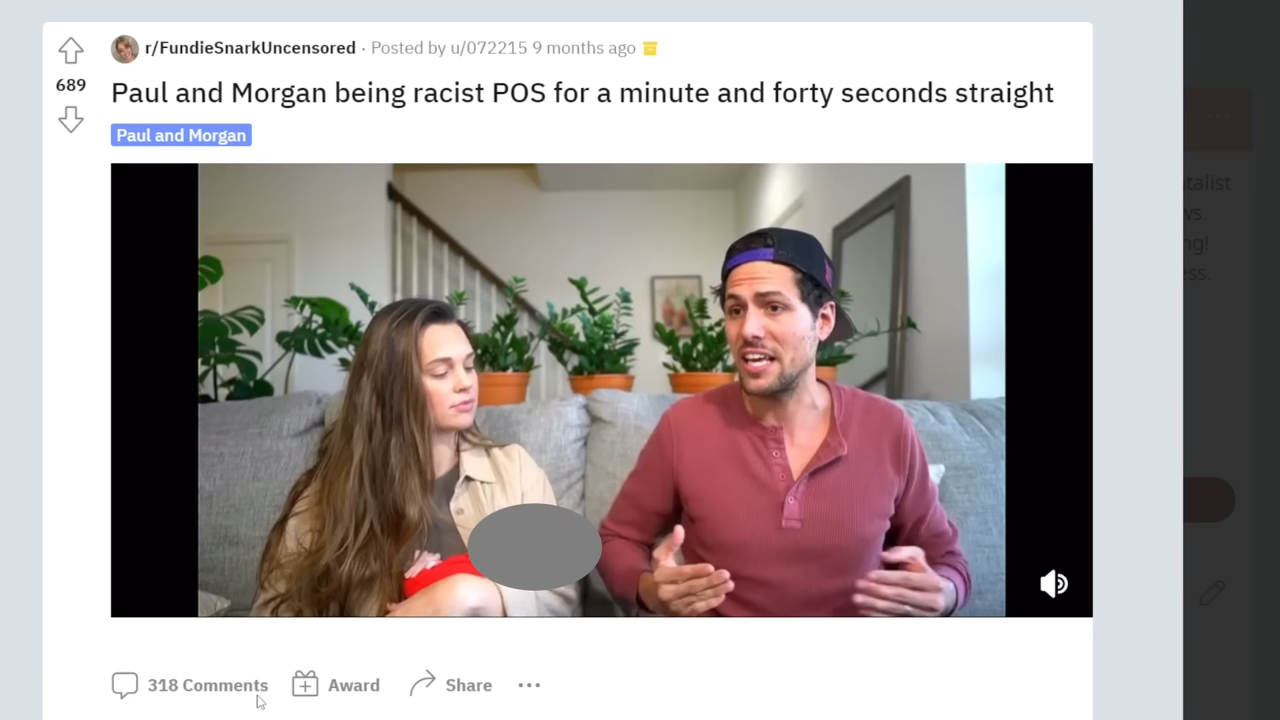 r/FundieSnarkUncensored · Posted by u/072215 9 months ago
689
Paul and Morgan being racist POS for a minute and forty seconds straight
Paul and Morgan
318 Comments Award Share